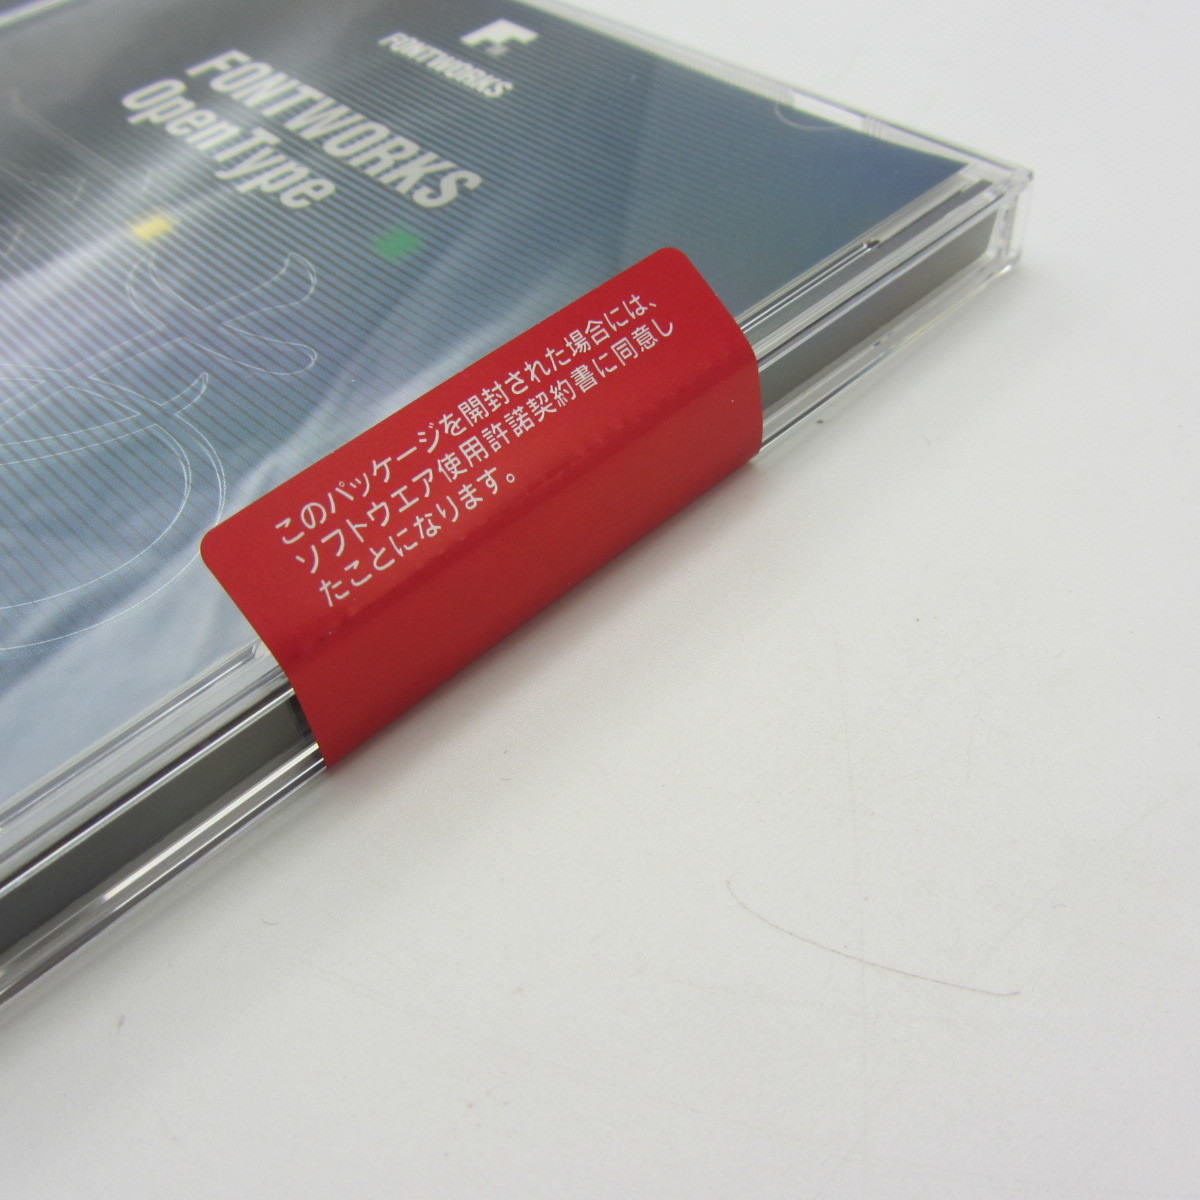 FONTWORKS
FONTWORKS
OpenType
このパッケージを開封された場合には、
ソフトウエア使用許諾契約書に同意し
たことになります。